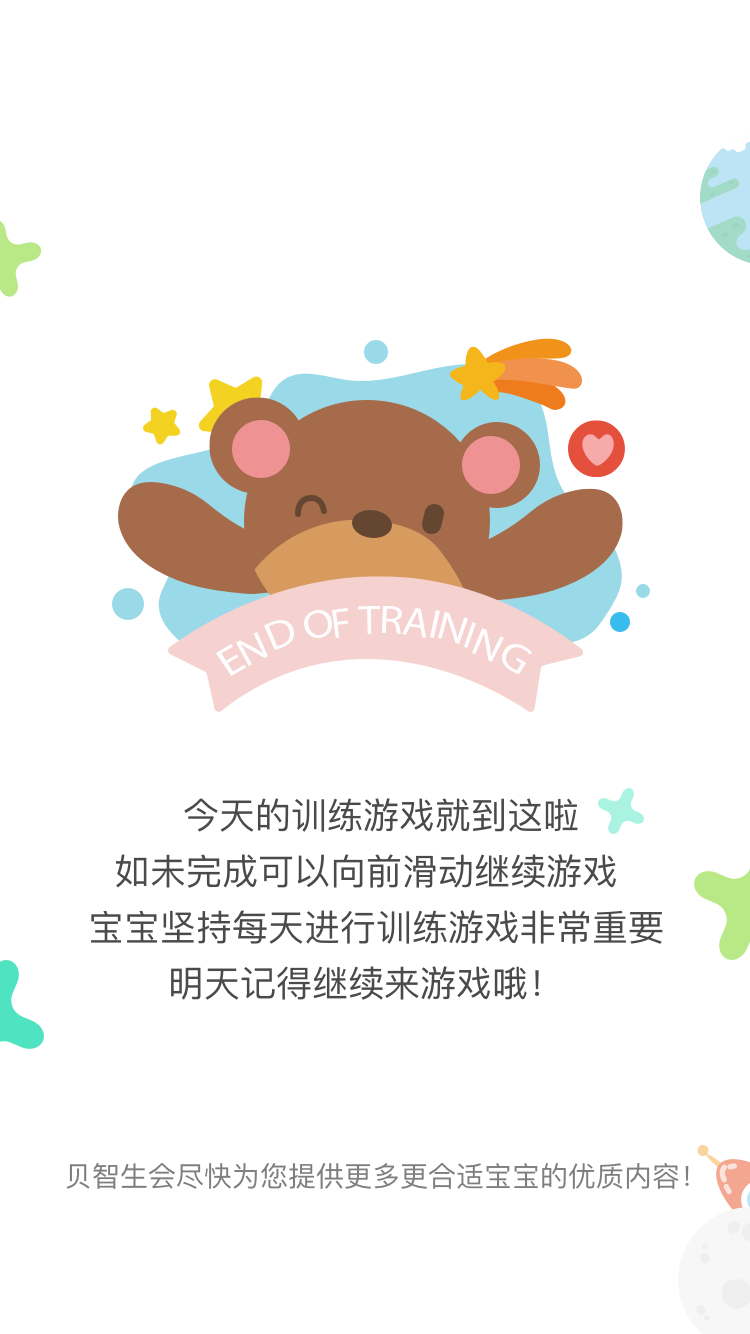 END OF TRAINING
今天的训练游戏就到这啦
如未完成可以向前滑动继续游戏
宝宝坚持每天进行训练游戏非常重要
明天记得继续来游戏哦！
贝智生会尽快为您提供更多更合适宝宝的优质内容！